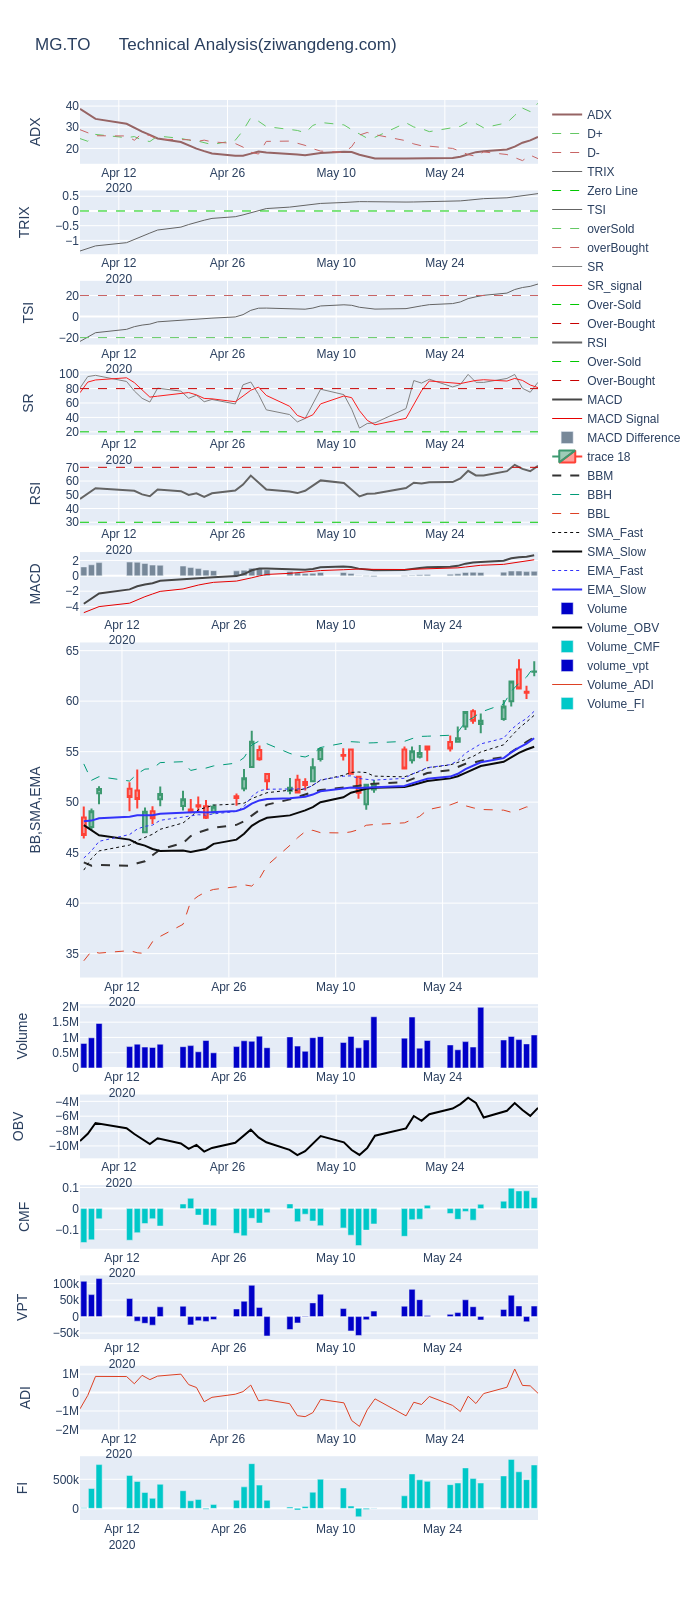 MG.TO Technical Analysis(ziwangdeng.com)
ADX
40
30
20
Apr 12
2020
Apr 26
May 10
May 24
TRIX
0.5
0
−0.5
−1
Apr 12
2020
Apr 26
May 10
May 24
TSI
20
0
−20
Apr 12
2020
Apr 26
May 10
May 24
SR
100
80
60
40
20
Apr 12
2020
Apr 26
May 10
May 24
RSI
70
60
50
40
30
Apr 12
2020
Apr 26
May 10
May 24
MACD
2
0
−2
−4
Apr 12
2020
Apr 26
May 10
May 24
BB,SMA,EMA
65
60
55
50
45
40
35
Apr 12
2020
Apr 26
May 10
May 24
Volume
2M
1.5M
1M
0.5M
0
Apr 12
2020
Apr 26
May 10
May 24
OBV
−4M
−6M
−8M
−10M
Apr 12
2020
Apr 26
May 10
May 24
CMF
0.1
0
−0.1
Apr 12
2020
Apr 26
May 10
May 24
VPT
100k
50k
0
−50k
Apr 12
2020
Apr 26
May 10
May 24
ADI
1M
0
−1M
−2M
Apr 12
2020
Apr 26
May 10
May 24
FI
500k
0
Apr 12
2020
Apr 26
May 10
May 24
ADX
D+
D-
TRIX
Zero Line
TSI
overSold
overBought
SR
SR_signal
Over-Sold
Over-Bought
RSI
Over-Sold
Over-Bought
MACD
MACD Signal
MACD Difference
trace 18
BBM
BBH
BBL
SMA_Fast
SMA_Slow
EMA_Fast
EMA_Slow
Volume
Volume_OBV
Volume_CMF
volume_vpt
Volume_ADI
Volume_FI